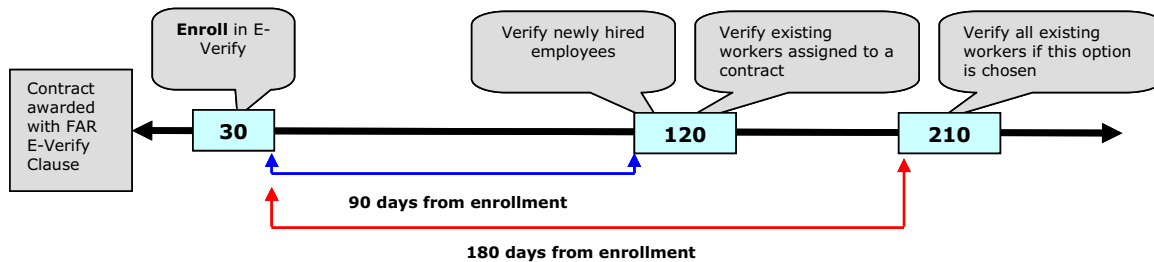 Enroll in E-
Verify
Verify newly hired
employees
Verify existing
workers assigned to a
contract
Verify all existing
workers if this option
is chosen
Contract
awarded
with FAR
E-Verify
Clause
30
120
210
90 days from enrollment
180 days from enrollment